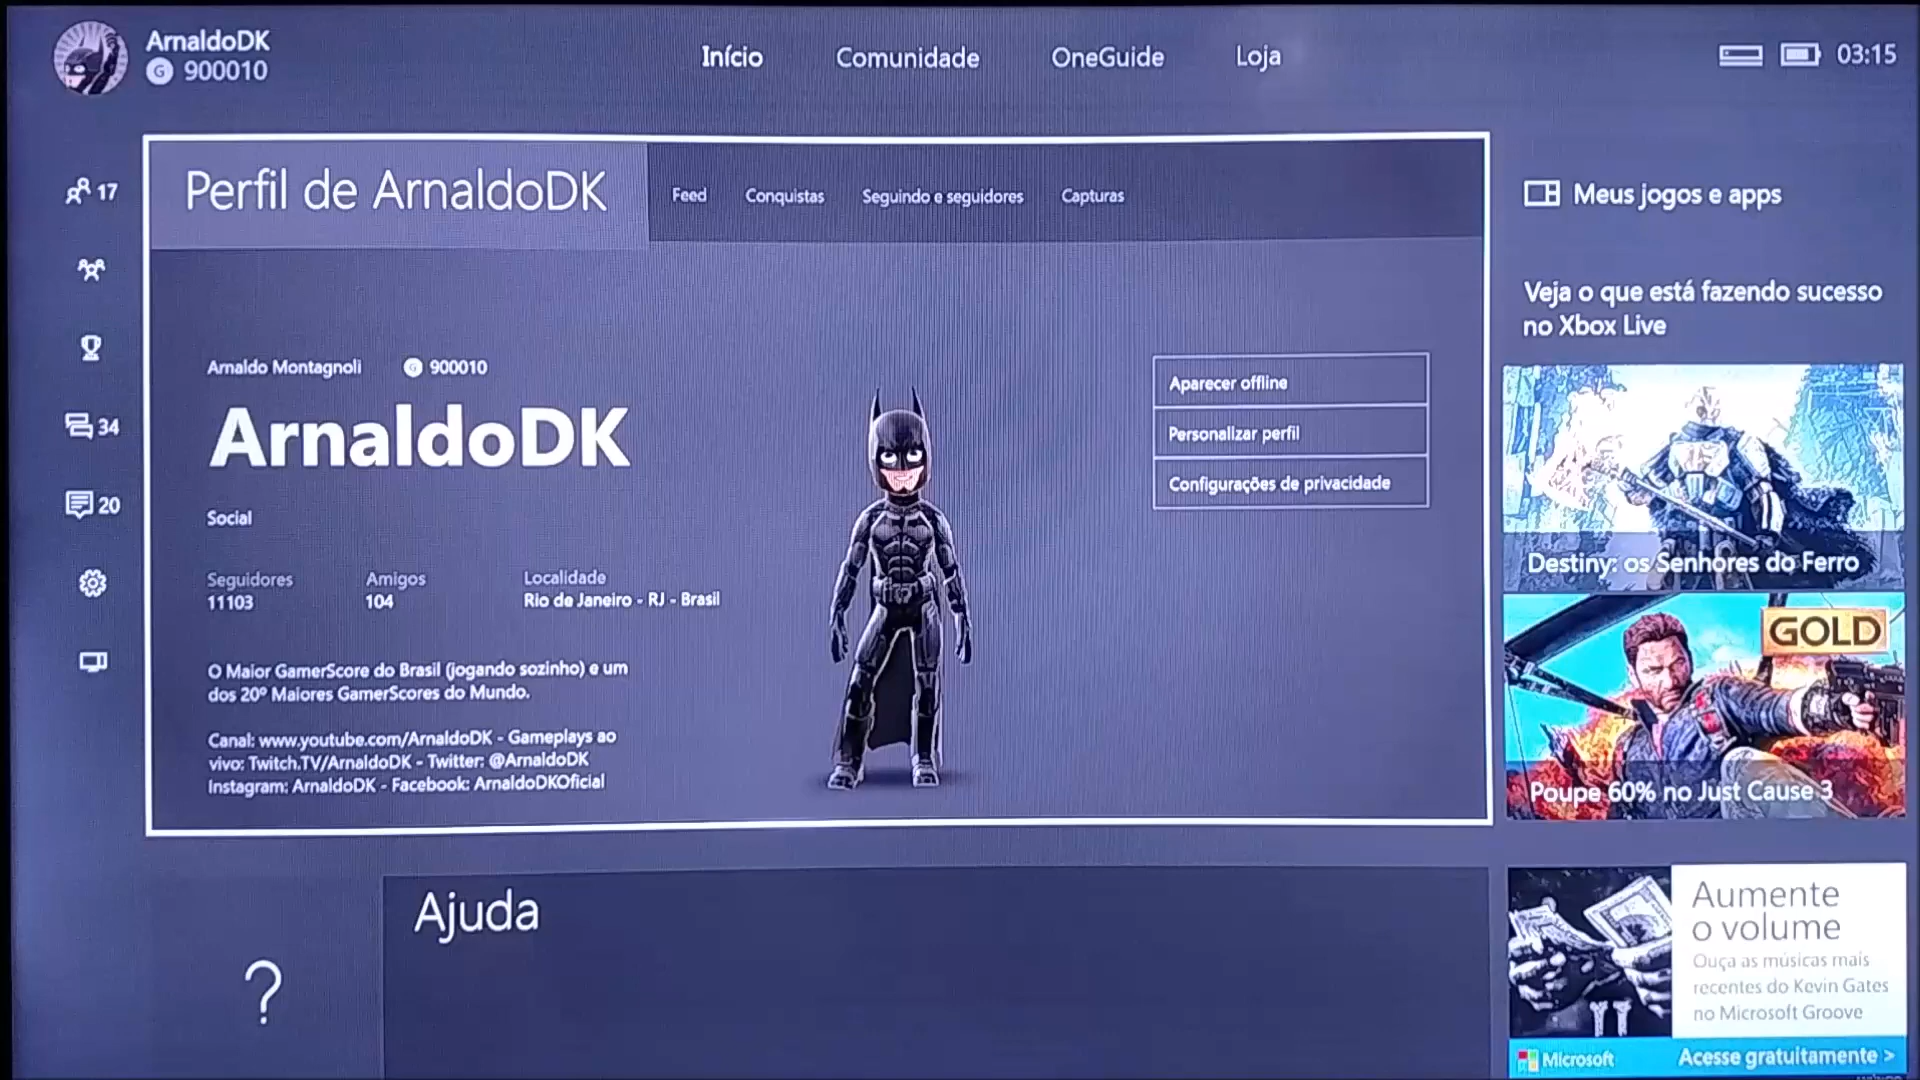 ArnaldoDK
G 900010
Início
Comunidade
OneGuide
Loja
03:15
17
34
20
Perfil de ArnaldoDK
Feed
Conquistas
Seguindo e seguidores
Capturas
Arnaldo Montagnoli
G 900010
ArnaldoDK
Social
Seguidores
11103
Amigos
104
Localidade
Rio de Janeiro - RJ - Brasil
O Maior GamerScore do Brasil (jogando sozinho) e um
dos 20º Maiores GamerScores do Mundo.
Canal: www.youtube.com/ArnaldoDK - Gameplays ao
vivo: Twitch.TV/ArnaldoDK - Twitter: @ArnaldoDK
Instagram: ArnaldoDK - Facebook: ArnaldoDKOficial
Aparecer offline
Personalizar perfil
Configurações de privacidade
Meus jogos e apps
Veja o que está fazendo sucesso
no Xbox Live
Destiny: os Senhores do Ferro
GOLD
Poupe 60% no Just Cause 3
?
Ajuda
Aumente
o volume
Ouça as músicas mais
recentes do Kevin Gates
no Microsoft Groove
Microsoft
Acesse gratuitamente >